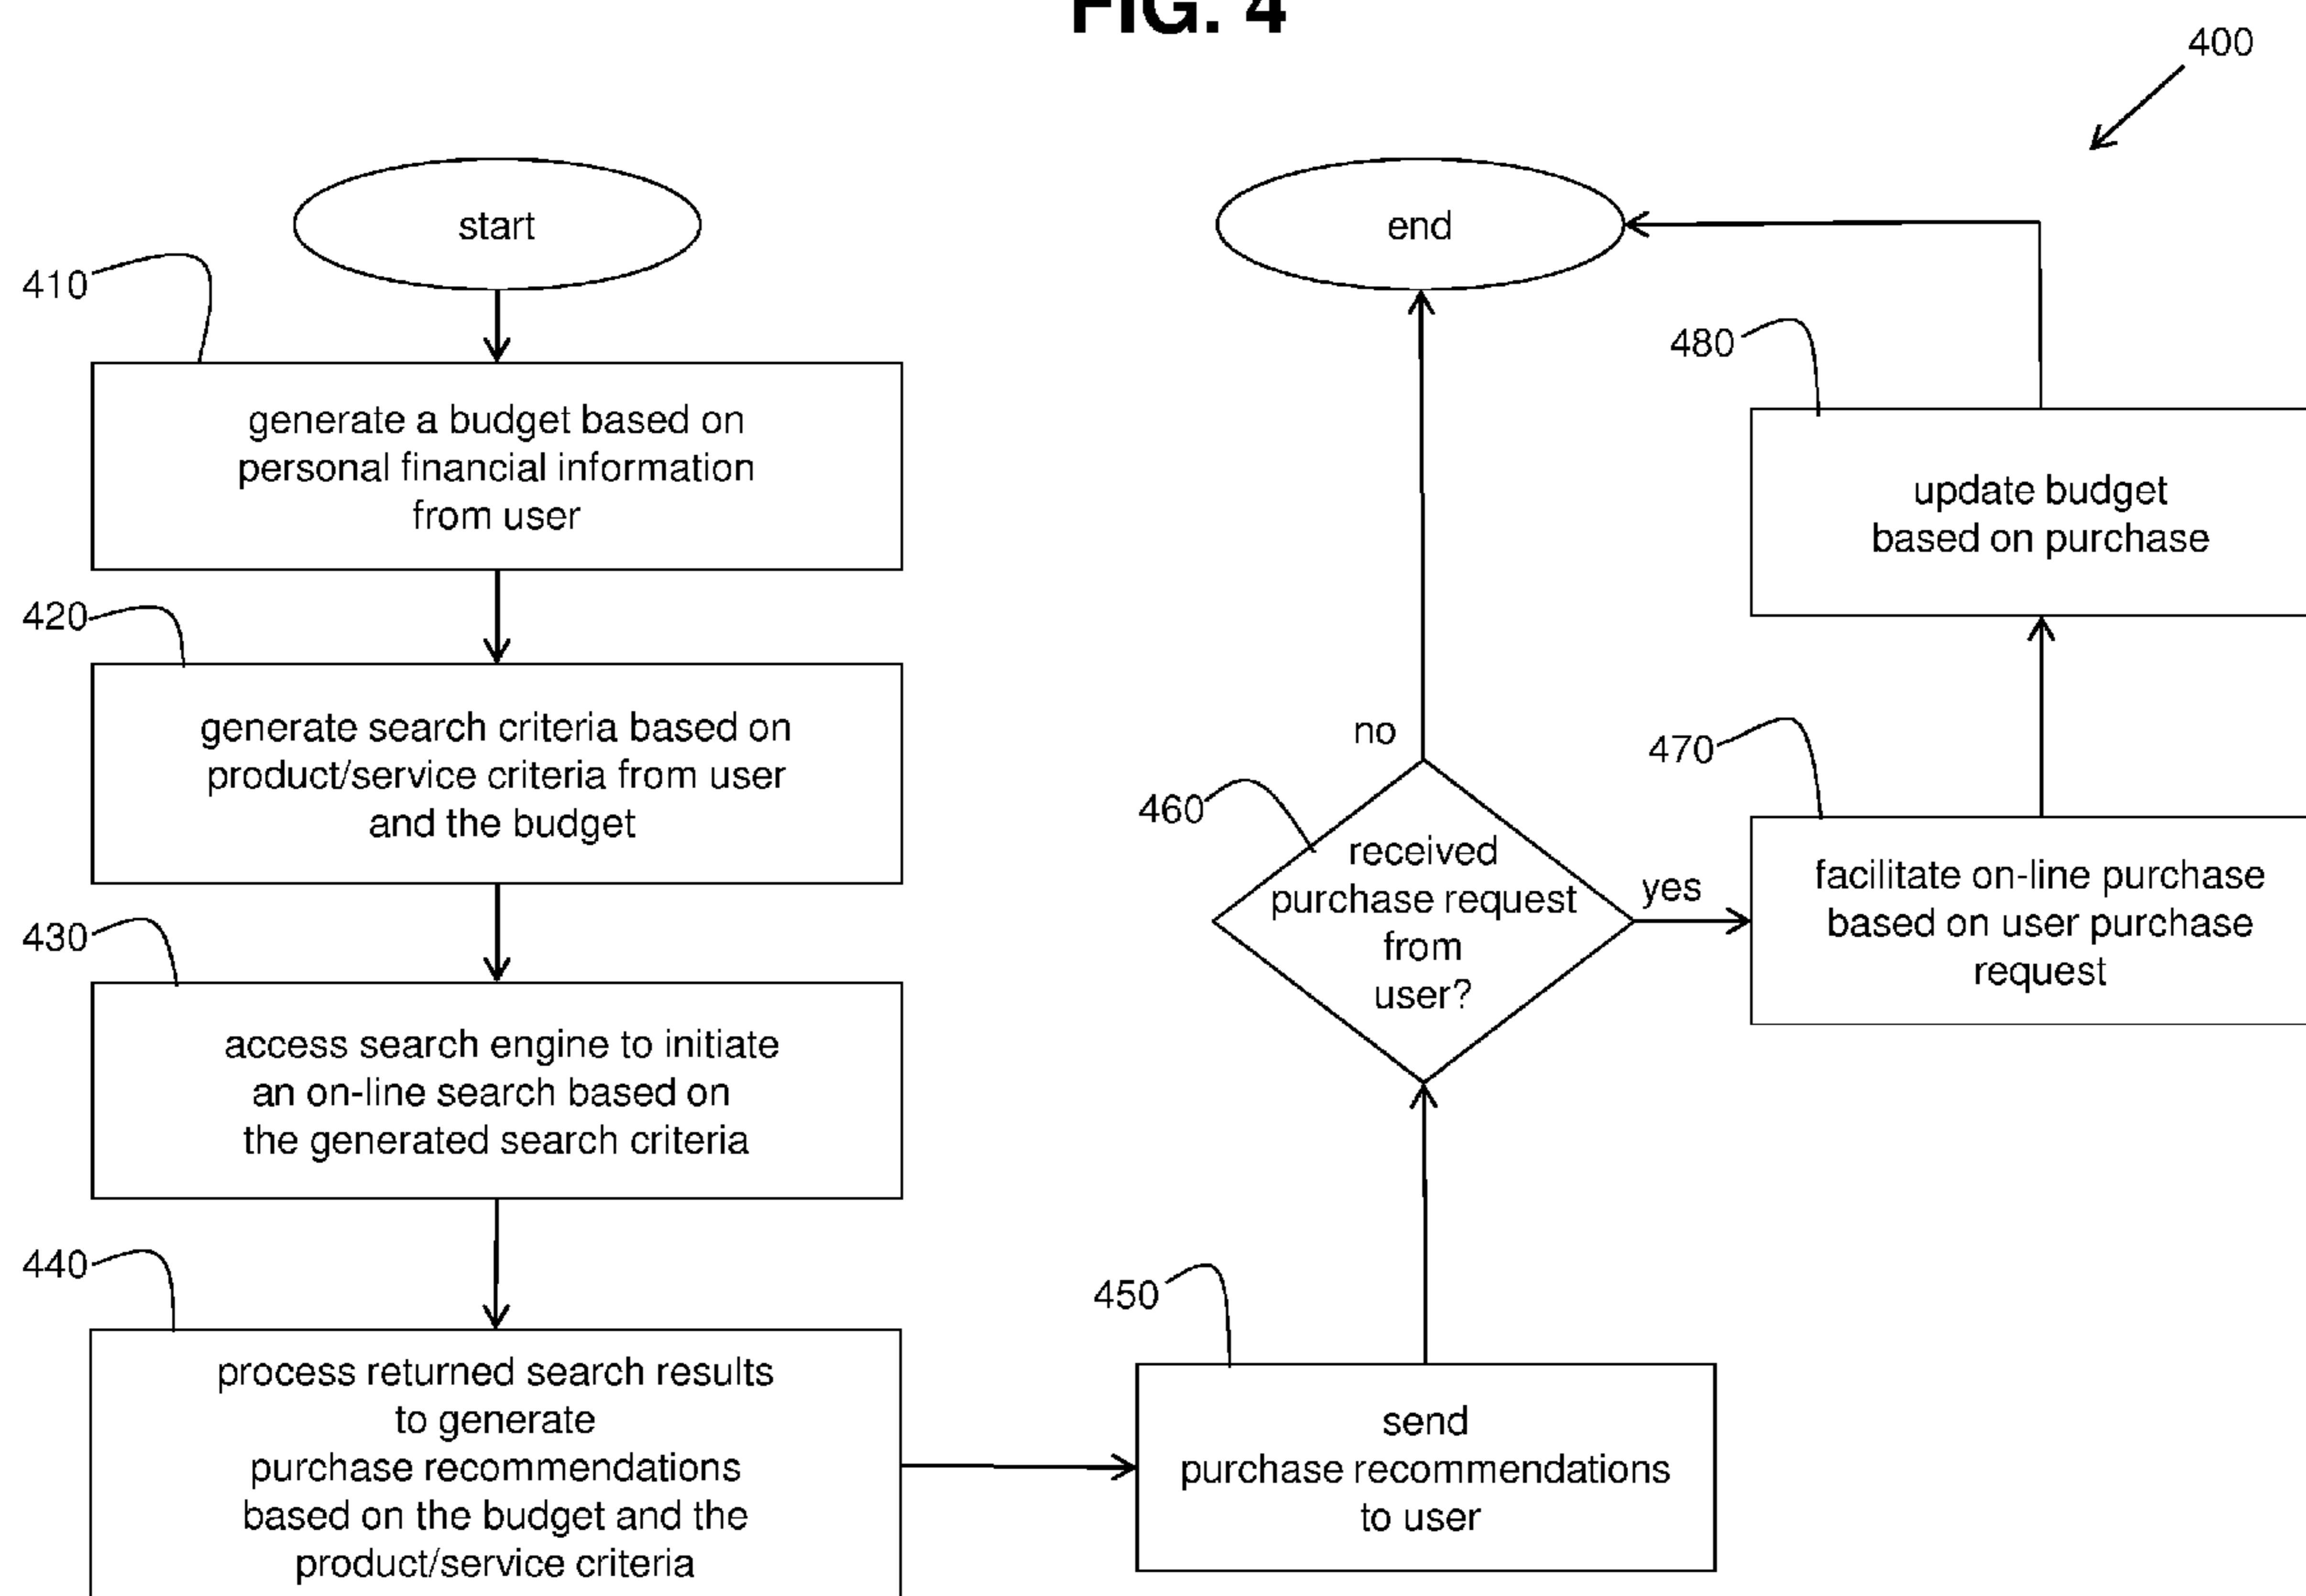 FIG. 4
400
start
410
generate a budget based on
personal financial information
from user
420
generate search criteria based on
product/service criteria from user
and the budget
430
access search engine to initiate
an on-line search based on
the generated search criteria
440
process returned search results
to generate
purchase recommendations
based on the budget and the
product/service criteria
450
send
purchase recommendations
to user
460
received
purchase request
from
user?
no
yes
470
facilitate on-line purchase
based on user purchase
request
480
update budget
based on purchase
end